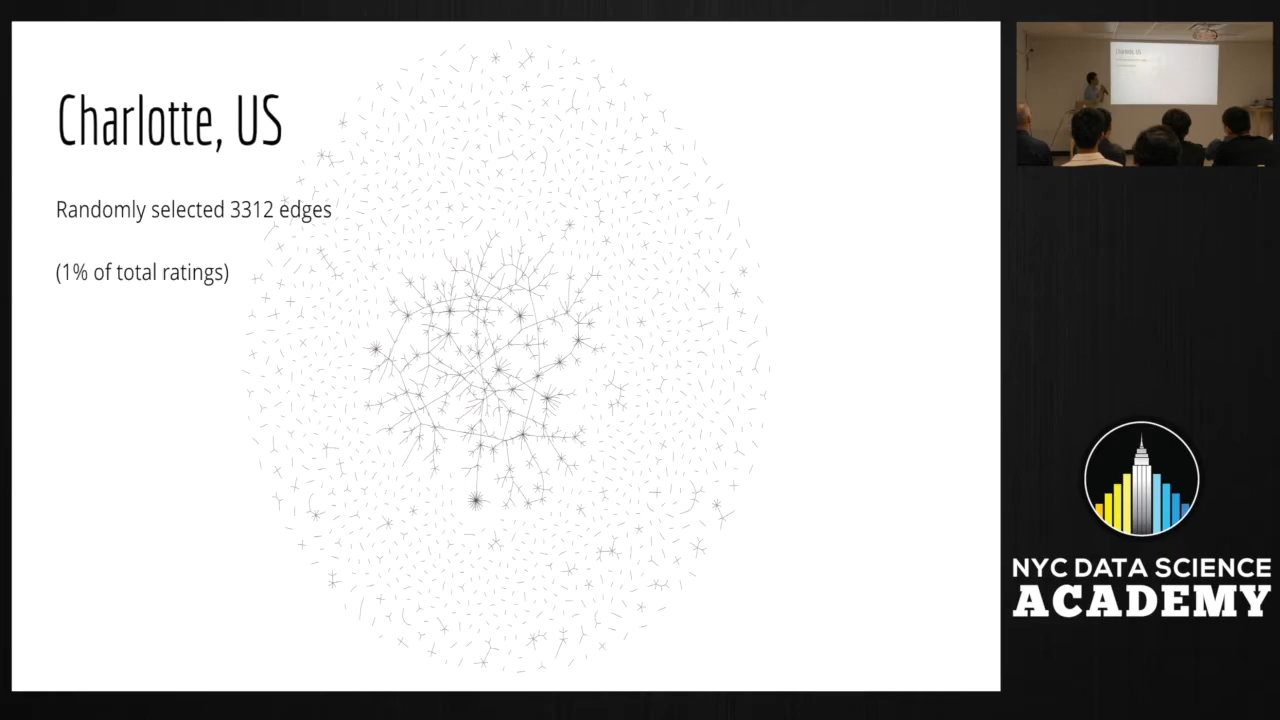 Charlotte, US
Randomly selected 3312 edges
(1% of total ratings)
NYC DATA SCIENCE
ACADEMY